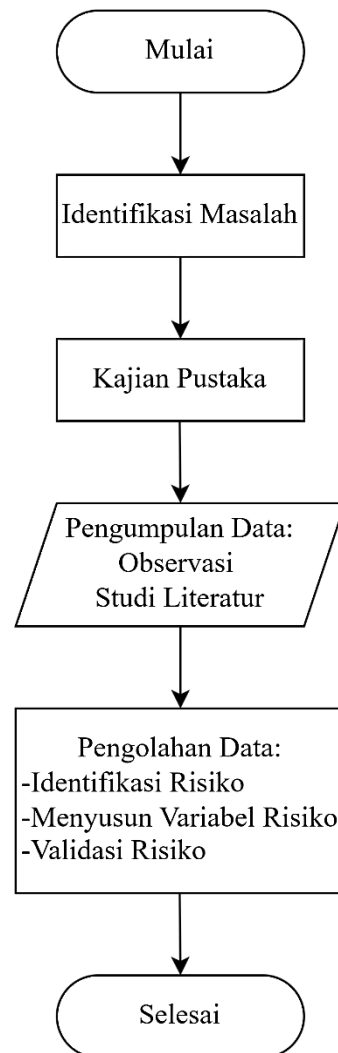 Mulai
Identifikasi Masalah
Kajian Pustaka
Pengumpulan Data:
Observasi
Studi Literatur
Pengolahan Data:
-Identifikasi Risiko
-Menyusun Variabel Risiko
-Validasi Risiko
Selesai